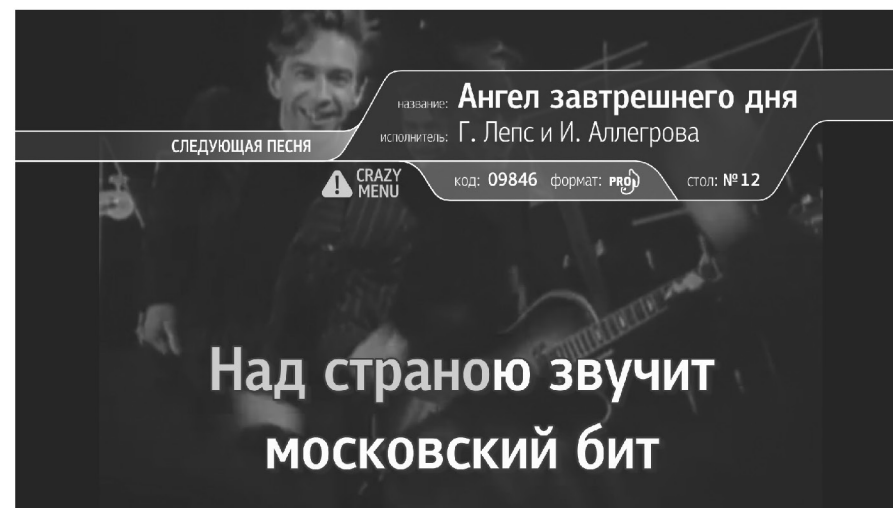 название: Ангел завтрешнего дня
исполнитель: Г. Лепс и И. Аллегрова
СЛЕДУЮЩАЯ ПЕСНЯ
CRAZY MENU
код: 09846 формат: PRO стол: №12
Над страною звучит
московский бит